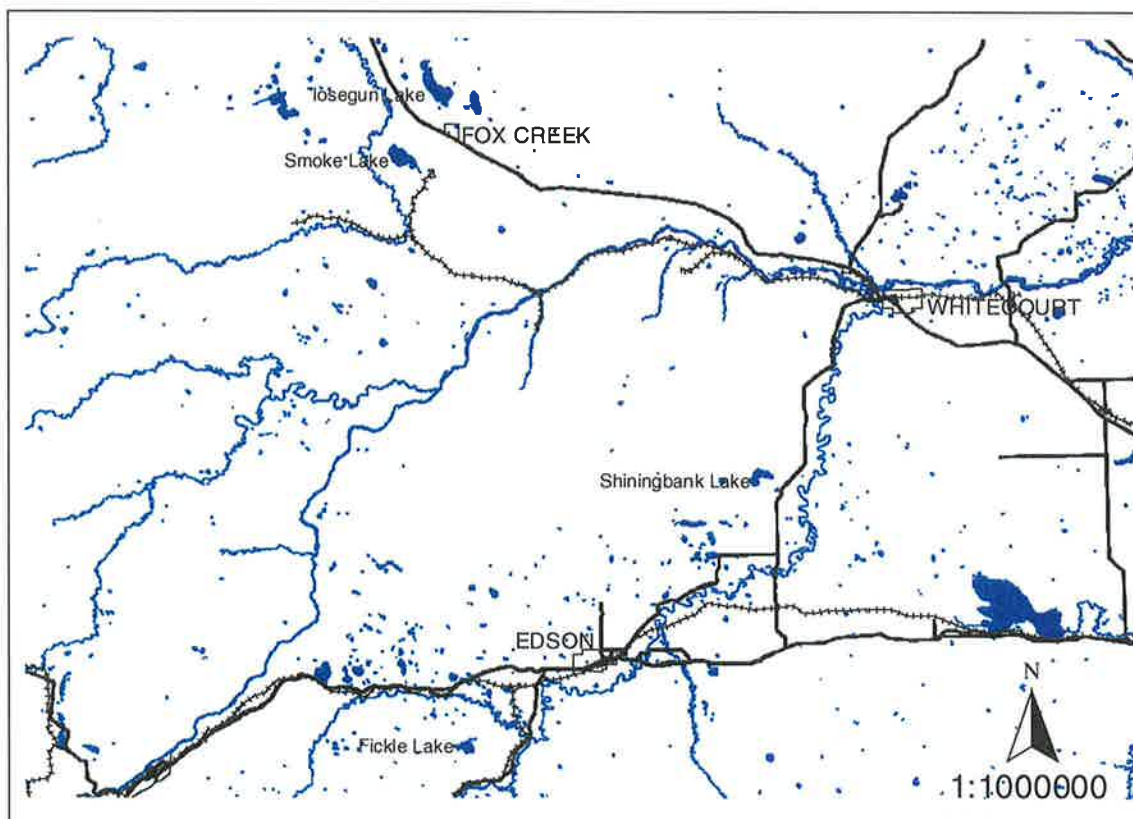 Iosegun Lake
FOX CREEK
Smoke Lake
WHITECOURT
Shiningbank Lake
EDSON
Fickle Lake
N
1:1000000